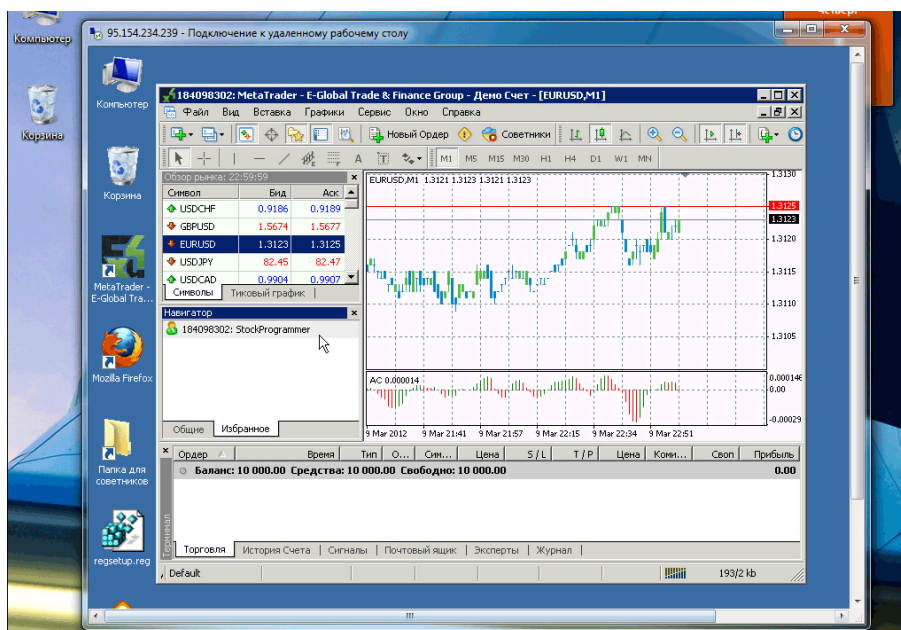 четверг
Компьютер
95.154.234.239 - Подключение к удаленному рабочему столу
Корзина
Компьютер
Корзина
MetaTrader -
E-Global Tra...
Mozilla Firefox
Папка для
советников
regsetup.reg
184098302: MetaTrader - E-Global Trade & Finance Group - Демо Счет - [EURUSD,M1]
Файл Вид Вставка Графики Сервис Окно Справка
Новый Ордер Советники
A T M1 M5 M15 M30 H1 H4 D1 W1 MN
Обзор рынка: 22:59:59
Символ Бид Аск
USDCHF 0.9186 0.9189
GBPUSD 1.5674 1.5677
EURUSD 1.3123 1.3125
USDJPY 82.45 82.47
USDCAD 0.9904 0.9907
Символы Тиковый график
Навигатор
184098302: StockProgrammer
Общие Избранное
EURUSD,M1 1.3121 1.3123 1.3121 1.3123
1.3130
1.3125
1.3123
1.3120
1.3115
1.3110
1.3105
AC 0.000014
0.000146
0.00
-0.00029
9 Mar 2012 9 Mar 21:41 9 Mar 21:57 9 Mar 22:15 9 Mar 22:34 9 Mar 22:51
Ордер Время Тип О... Сим... Цена S / L T / P Цена Коми... Своп Прибыль
Баланс: 10 000.00 Средства: 10 000.00 Свободно: 10 000.00 0.00
Терминал
Торговля История Счета Сигналы Почтовый ящик Эксперты Журнал
Default 193/2 kb